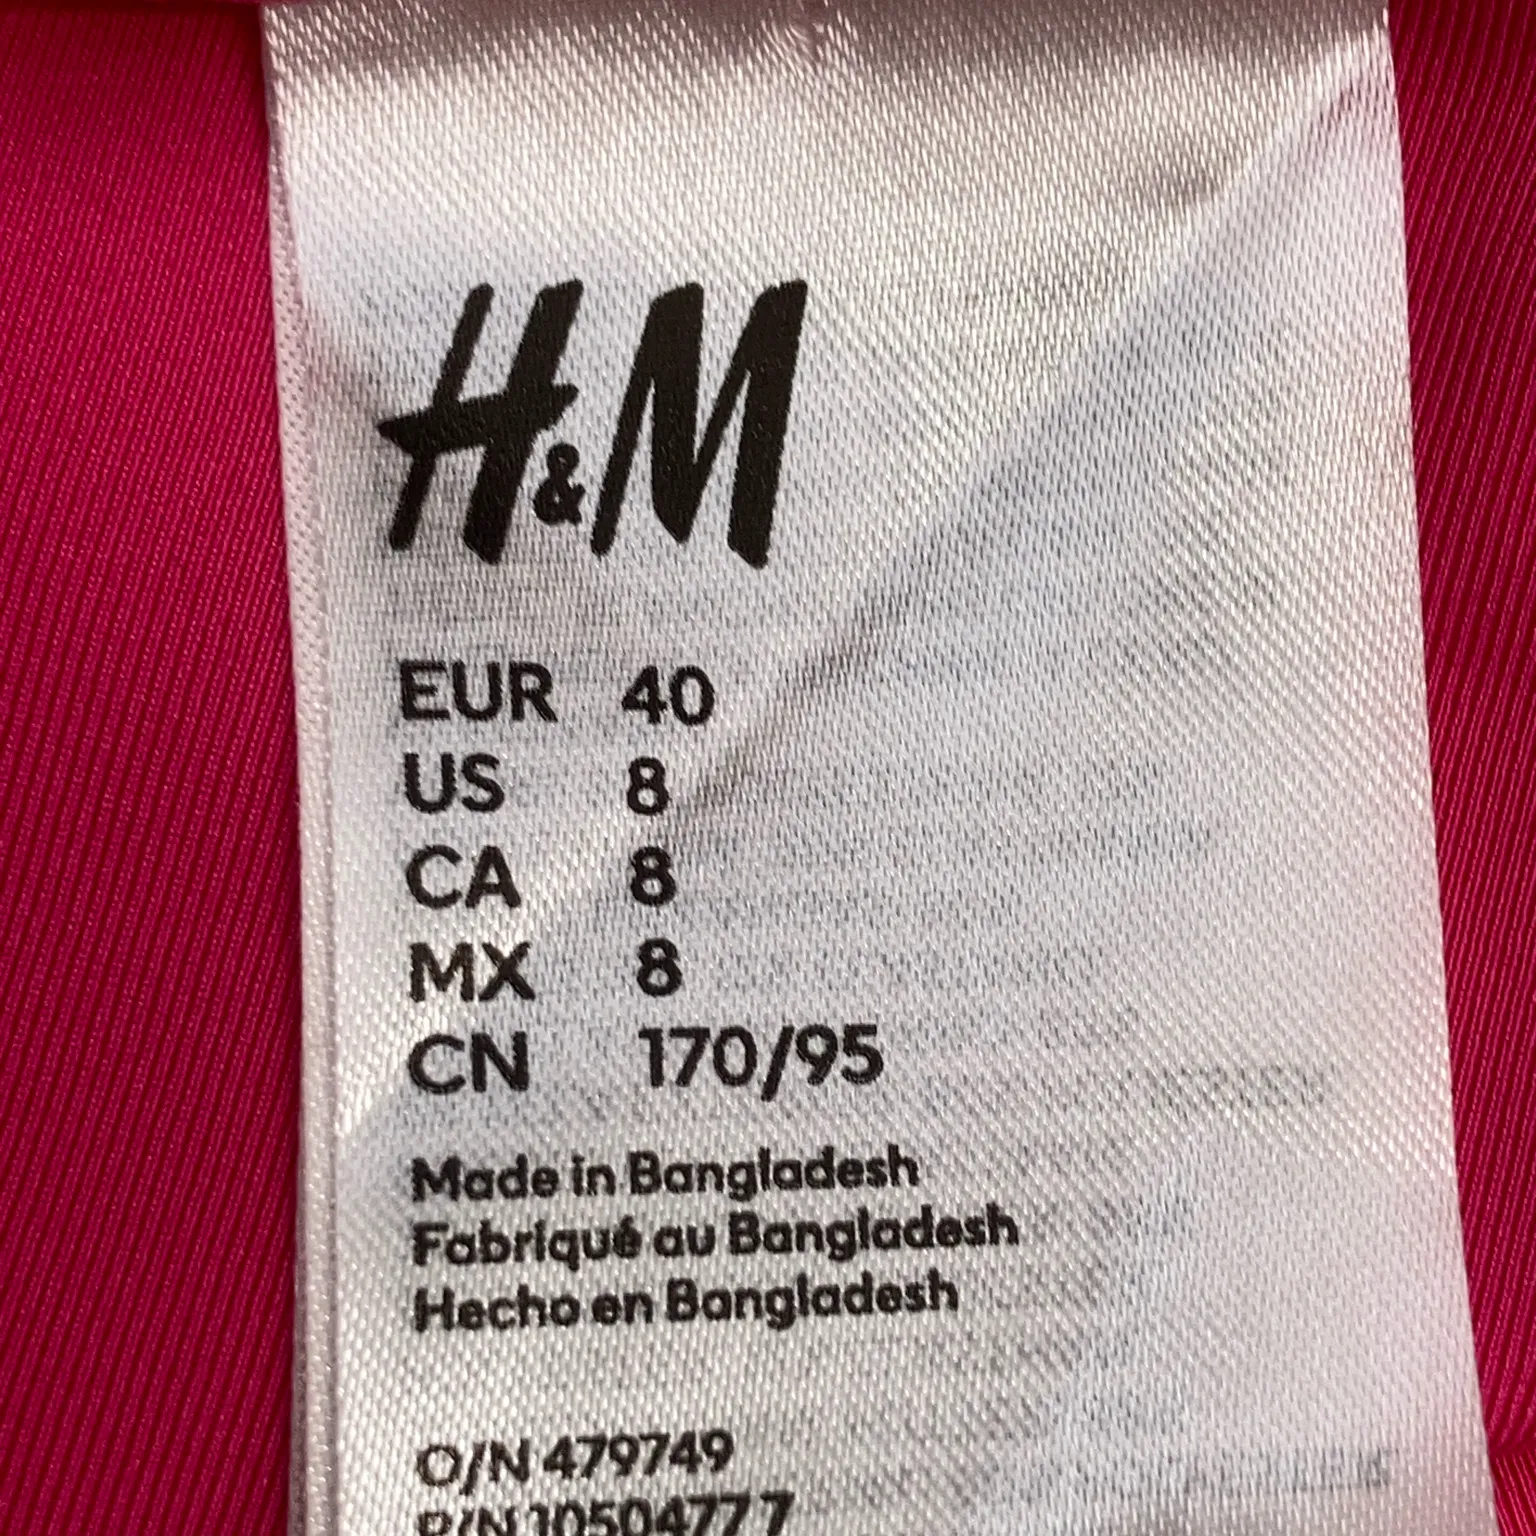 H&M
EUR 40
US 8
CA 8
MX 8
CN 170/95
Made in Bangladesh
Fabriqué au Bangladesh
Hecho en Bangladesh
O/N 479749
P/N 10504777